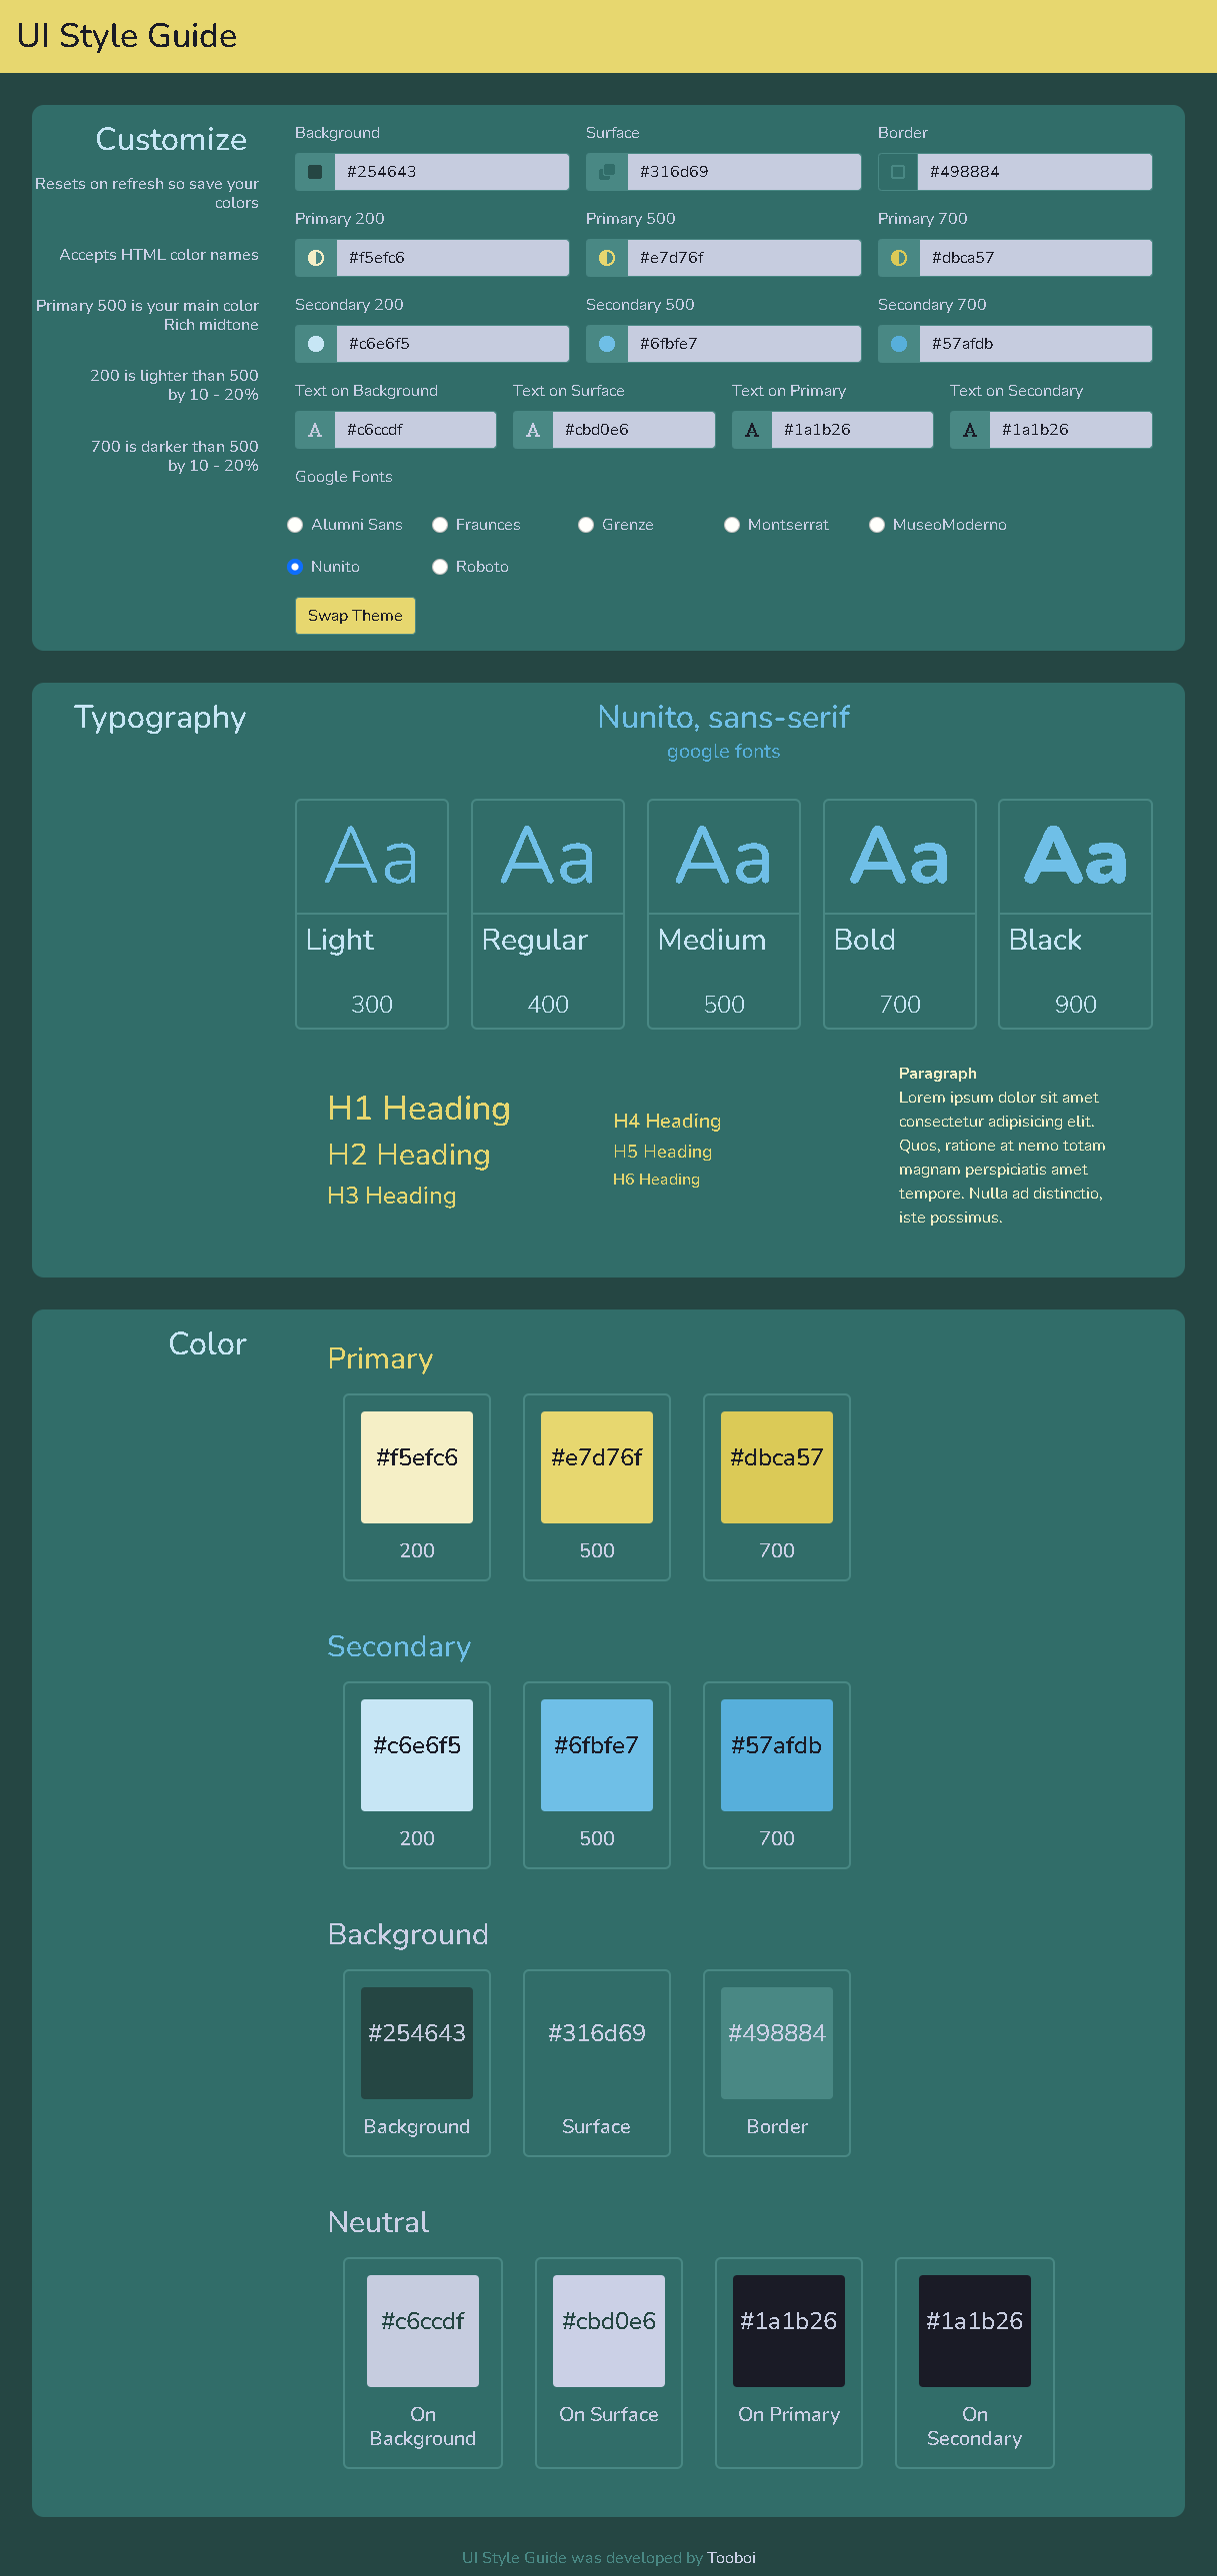 UI Style Guide
Customize
Resets on refresh so save your
colors
Accepts HTML color names
Primary 500 is your main color
Rich midtone
200 is lighter than 500
by 10 - 20%
700 is darker than 500
by 10 - 20%
Background Surface Border
#254643 #316d69 #498884
Primary 200 Primary 500 Primary 700
#f5efc6 #e7d76f #dbca57
Secondary 200 Secondary 500 Secondary 700
#c6e6f5 #6fbfe7 #57afdb
Text on Background Text on Surface Text on Primary Text on Secondary
A #c6ccdf A #cbd0e6 A #1a1b26 A #1a1b26
Google Fonts
Alumni Sans Fraunces Grenze Montserrat MuseoModerno
Nunito Roboto
Swap Theme
Typography
Nunito, sans-serif
google fonts
Aa Aa Aa Aa Aa
Light Regular Medium Bold Black
300 400 500 700 900
H1 Heading
H2 Heading
H3 Heading
H4 Heading
H5 Heading
H6 Heading
Paragraph
Lorem ipsum dolor sit amet
consectetur adipisicing elit.
Quos, ratione at nemo totam
magnam perspiciatis amet
tempore. Nulla ad distinctio,
iste possimus.
Color
Primary
#f5efc6 #e7d76f #dbca57
200 500 700
Secondary
#c6e6f5 #6fbfe7 #57afdb
200 500 700
Background
#254643 #316d69 #498884
Background Surface Border
Neutral
#c6ccdf #cbd0e6 #1a1b26 #1a1b26
On
Background
On Surface
On Primary
On
Secondary
UI Style Guide was developed by Tooboi